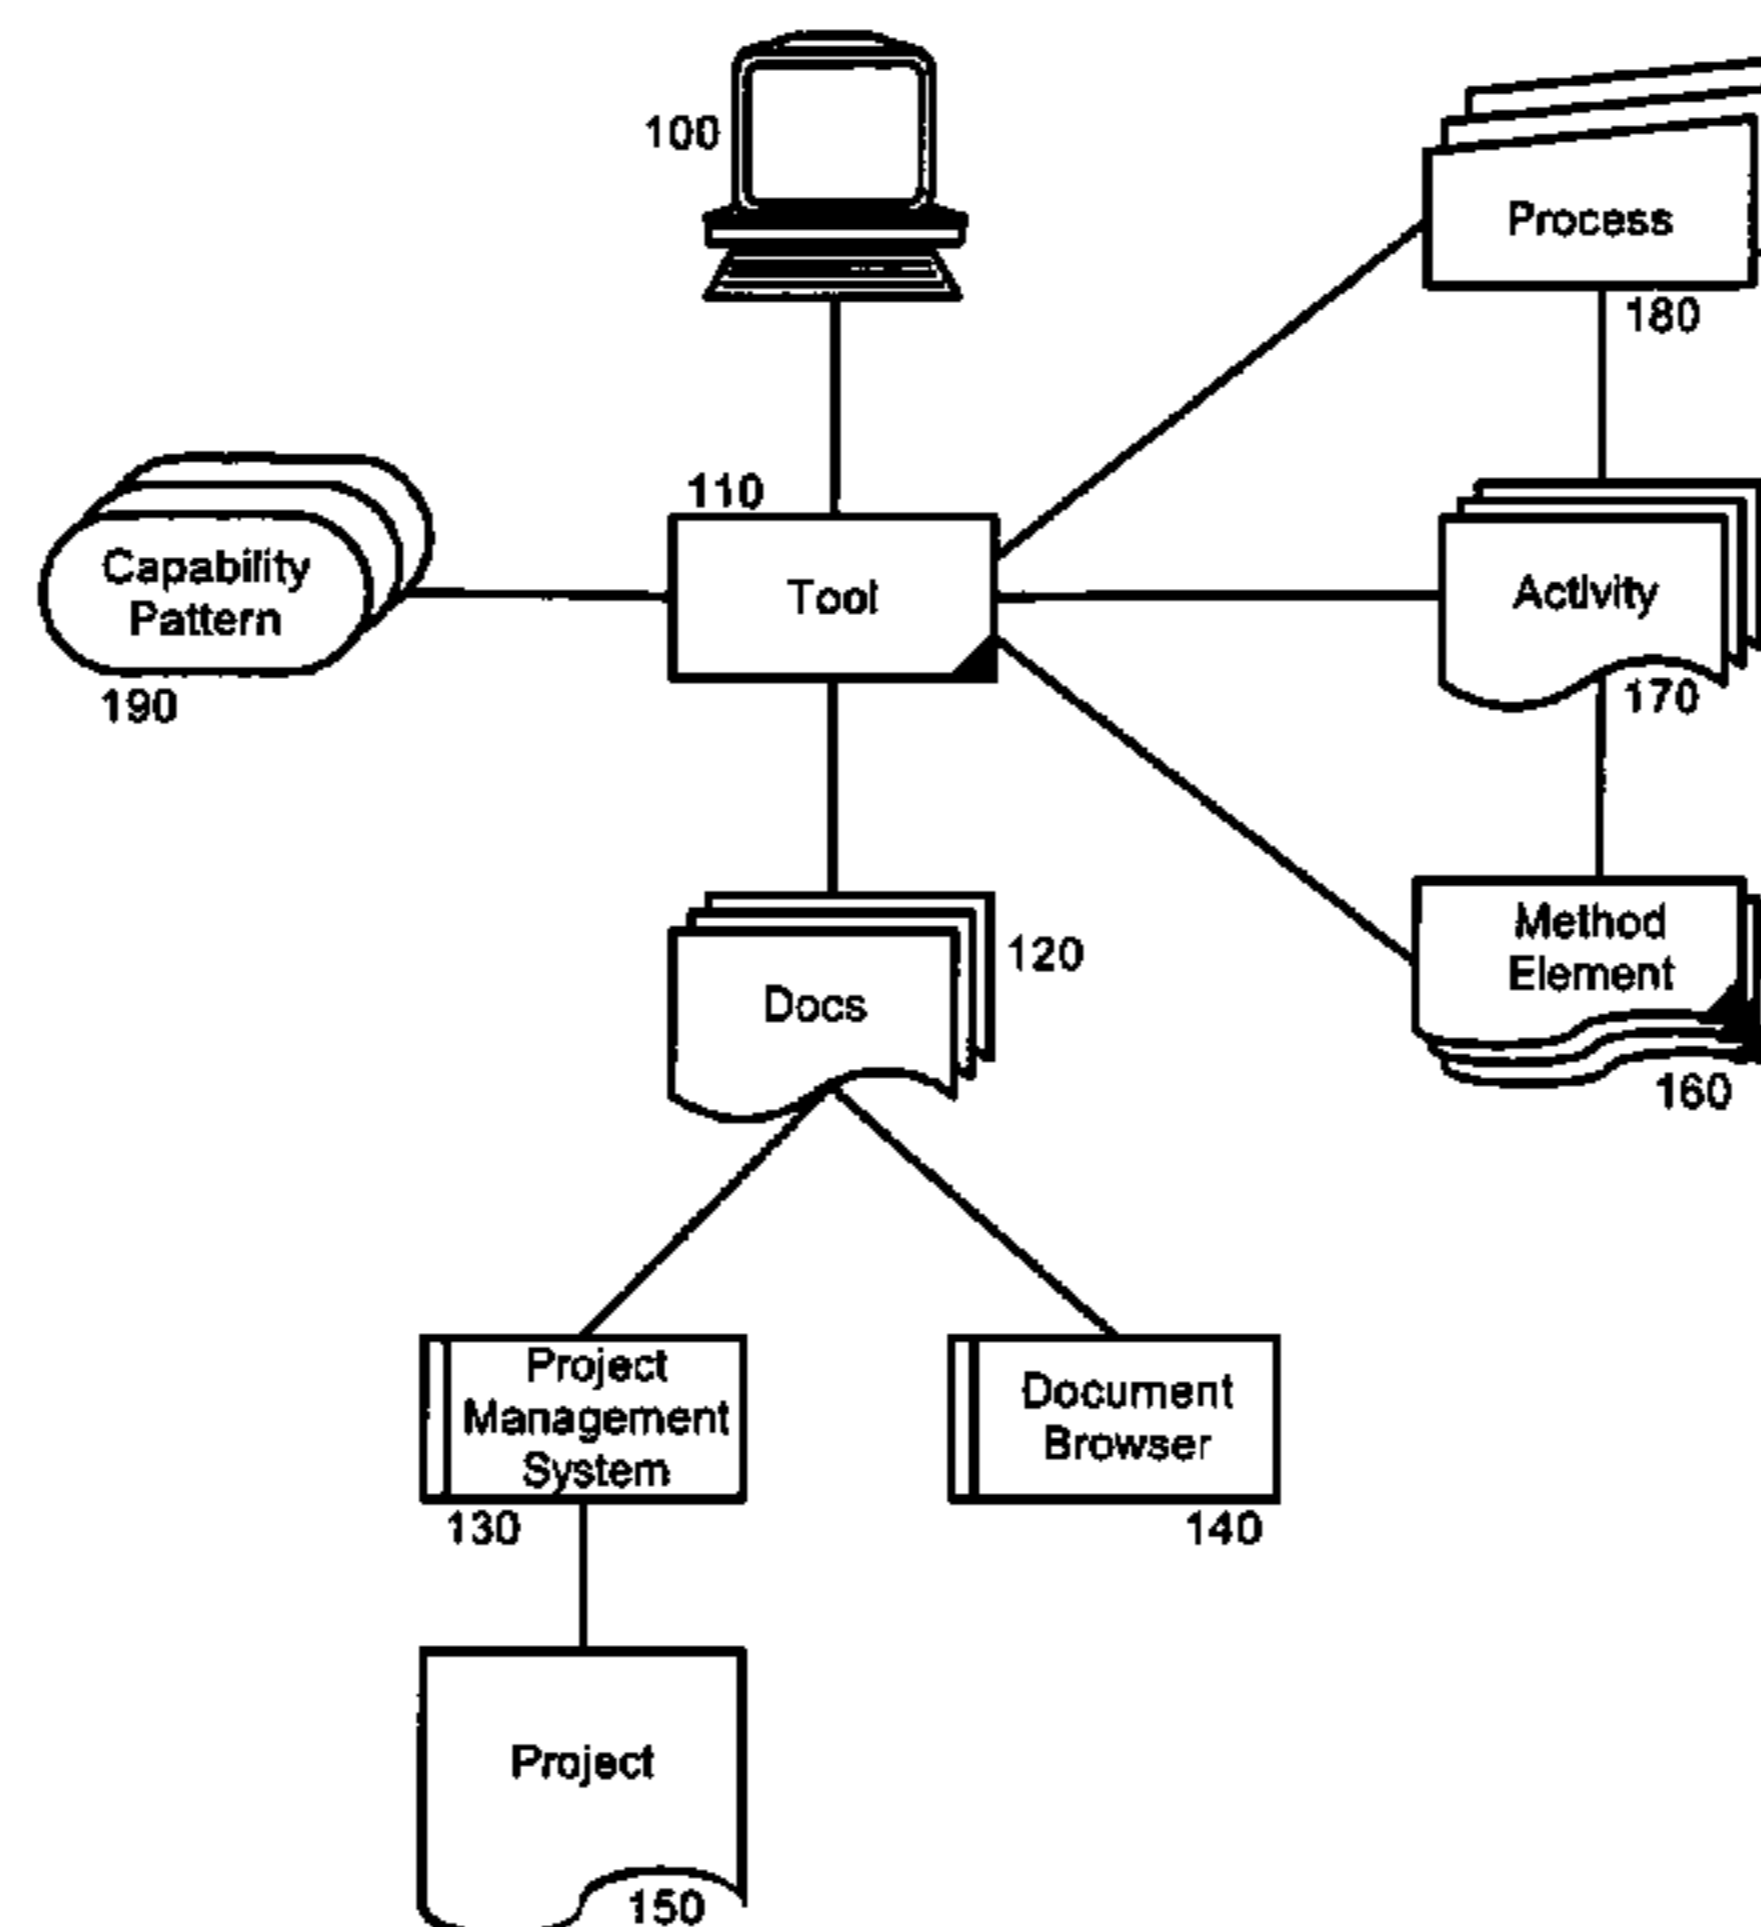 100
Process
180
110
Capability
Pattern
190
Tool
Activity
170
Docs
120
Method
Element
160
Project
Management
System
130
Document
Browser
140
Project
150